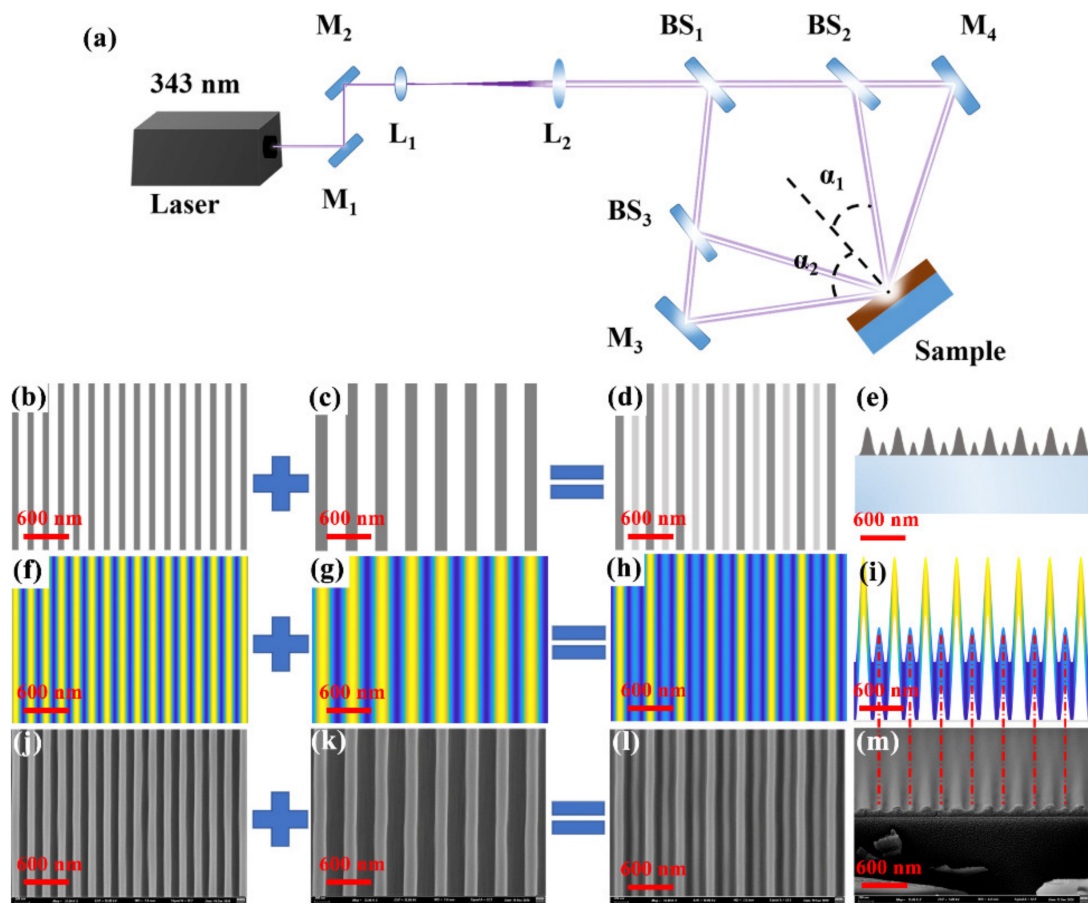 (a)
M₂
BS₁
BS₂
M₄
343 nm
L₁
L₂
Laser
M₁
BS₃
α₁
α₂
M₃
Sample
(b)
(c)
(d)
(e)
600 nm
600 nm
600 nm
600 nm
(f)
(g)
(h)
(i)
600 nm
600 nm
600 nm
600 nm
(j)
(k)
(l)
(m)
600 nm
600 nm
600 nm
600 nm